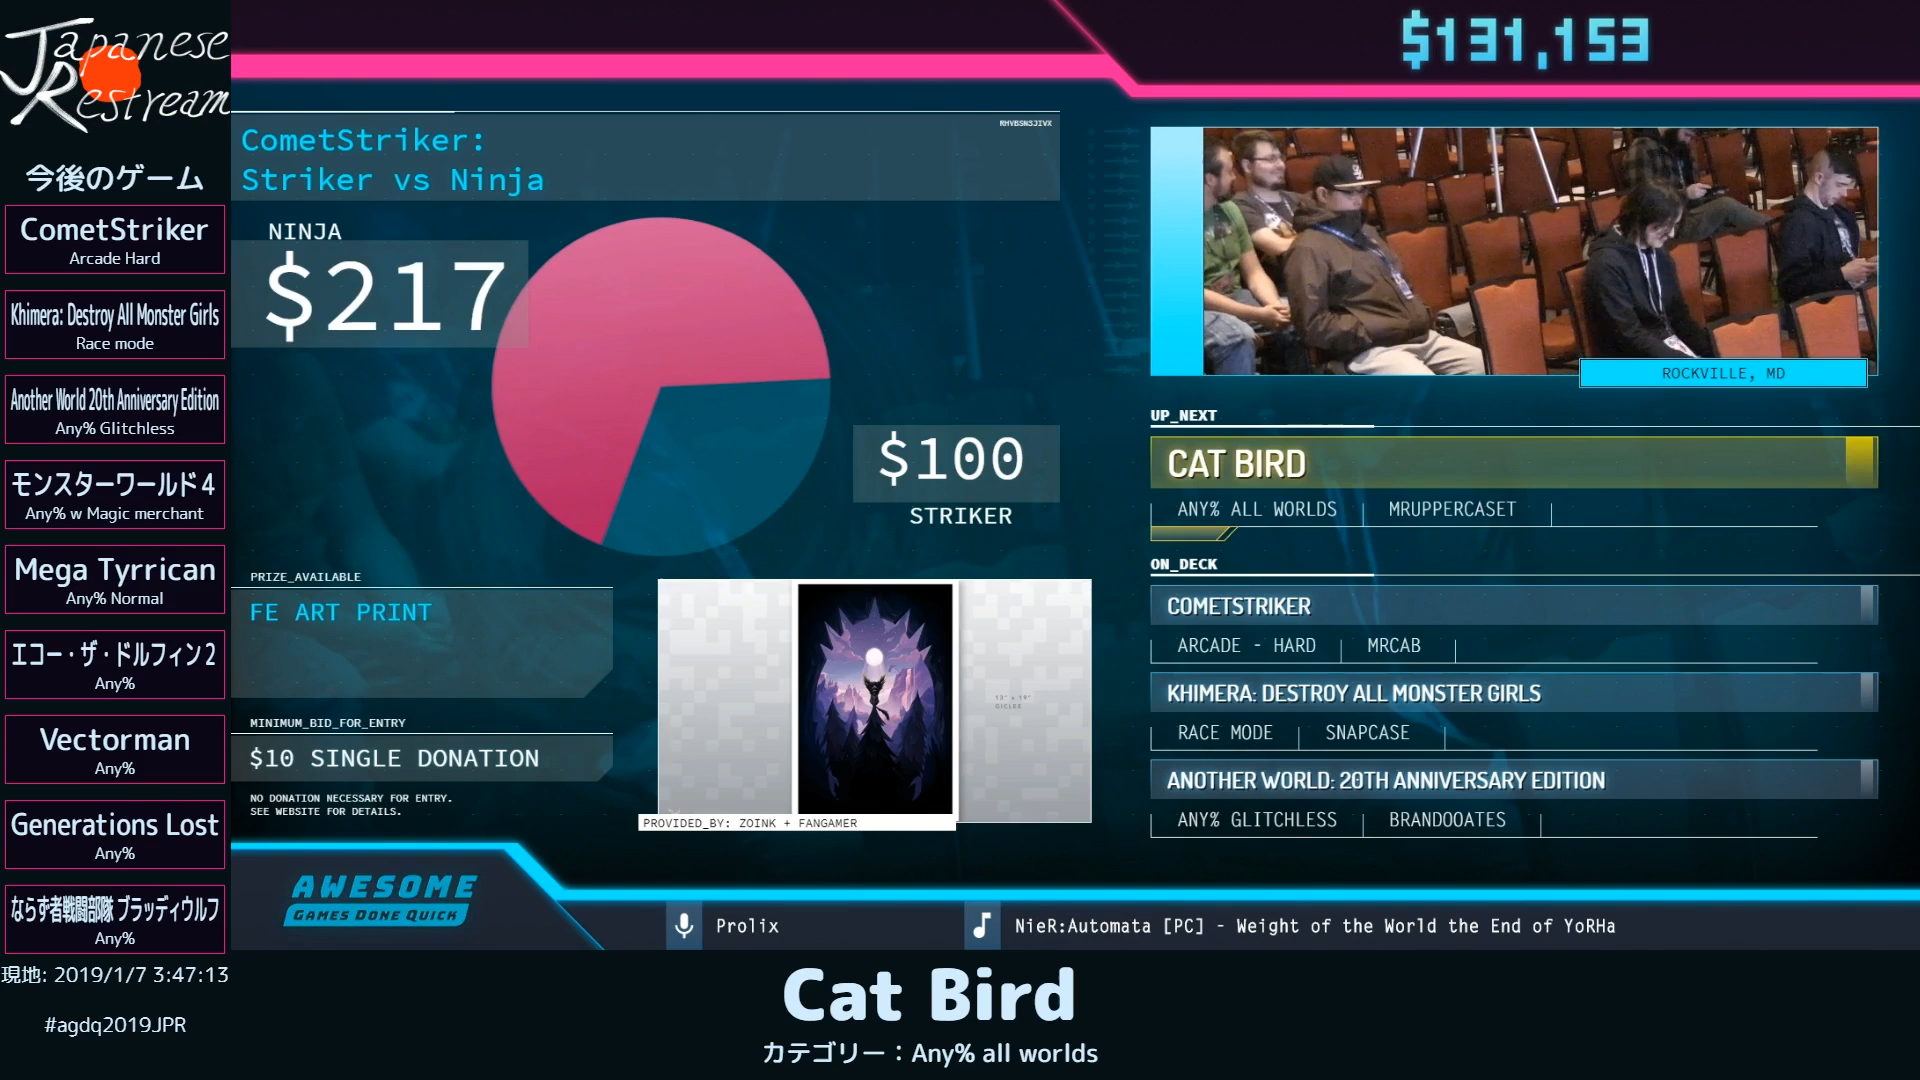 Japanese
Restream
今後のゲーム
CometStriker
Arcade Hard
Khimera: Destroy All Monster Girls
Race mode
Another World 20th Anniversary Edition
Any% Glitchless
モンスターワールド4
Any% w Magic merchant
Mega Tyrrican
Any% Normal
エコー・ザ・ドルフィン2
Any%
Vectorman
Any%
Generations Lost
Any%
ならず者戦闘部隊 ブラッディウルフ
Any%
現地: 2019/1/7 3:47:13
#agdq2019JPR
$131,153
CometStriker:
Striker vs Ninja
RHVBSNSJIVX
NINJA
$217
$100
STRIKER
PRIZE_AVAILABLE
FE ART PRINT
MINIMUM_BID_FOR_ENTRY
$10 SINGLE DONATION
NO DONATION NECESSARY FOR ENTRY.
SEE WEBSITE FOR DETAILS.
13" x 19"
GICLEE
PROVIDED_BY: ZOINK + FANGAMER
ROCKVILLE, MD
UP_NEXT
CAT BIRD
ANY% ALL WORLDS
MRUPPERCASET
ON_DECK
COMETSTRIKER
ARCADE - HARD
MRCAB
KHIMERA: DESTROY ALL MONSTER GIRLS
RACE MODE
SNAPCASE
ANOTHER WORLD: 20TH ANNIVERSARY EDITION
ANY% GLITCHLESS
BRANDOOATES
AWESOME
GAMES DONE QUICK
Prolix
NieR:Automata [PC] - Weight of the World the End of YoRHa
Cat Bird
カテゴリー：Any% all worlds